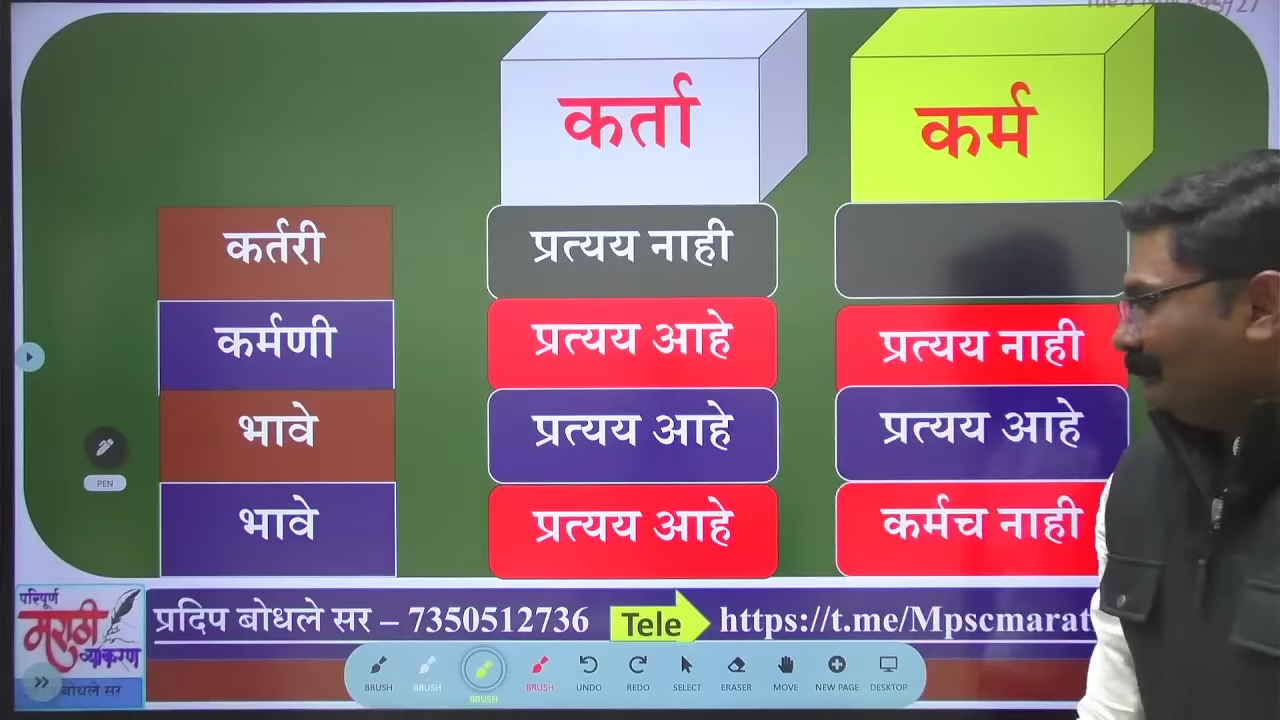 कर्ता
कर्म
कर्तरी
प्रत्यय नाही
कर्मणी
प्रत्यय आहे
प्रत्यय नाही
भावे
प्रत्यय आहे
प्रत्यय आहे
भावे
प्रत्यय आहे
कर्मच नाही
PEN
परिपूर्ण
मराठी
व्याकरण
बोधले सर
प्रदिप बोधले सर – 7350512736
Tele
https://t.me/Mpscmarat
BRUSH
BRUSH
BRUSH
BRUSH
UNDO
REDO
SELECT
ERASER
MOVE
NEW PAGE
DESKTOP